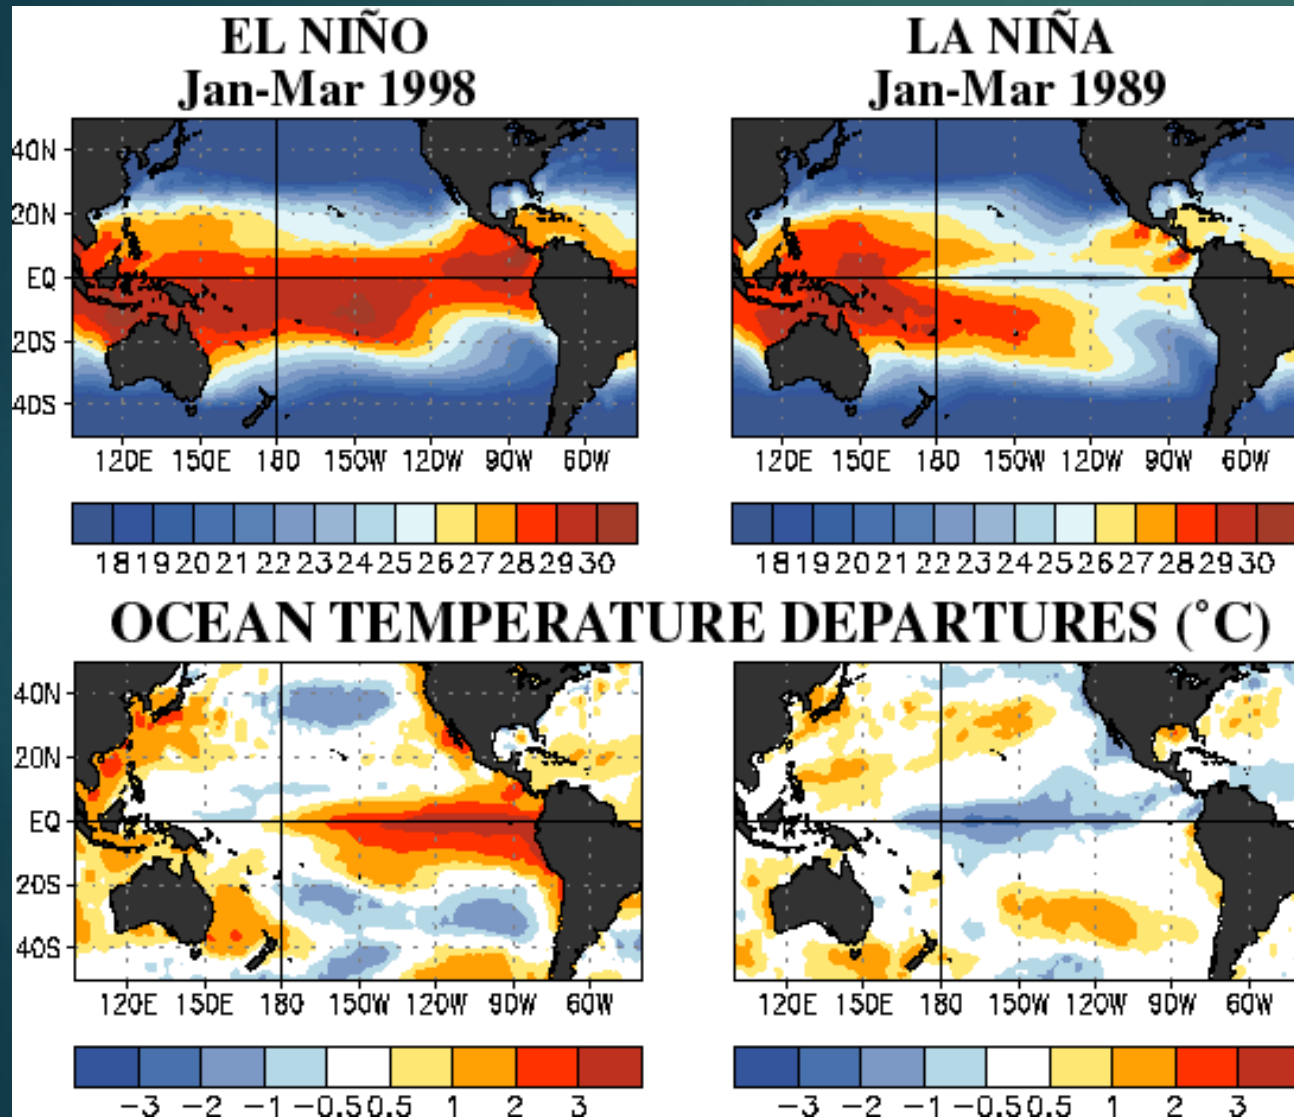 EL NIÑO
Jan-Mar 1998
LA NIÑA
Jan-Mar 1989
40N
20N
EQ
20S
40S
120E 150E 180 150W 120W 90W 60W
120E 150E 180 150W 120W 90W 60W
18 19 20 21 22 23 24 25 26 27 28 29 30
18 19 20 21 22 23 24 25 26 27 28 29 30
OCEAN TEMPERATURE DEPARTURES (°C)
40N
20N
EQ
20S
40S
120E 150E 180 150W 120W 90W 60W
120E 150E 180 150W 120W 90W 60W
-3 -2 -1 -0.5 0.5 1 2 3
-3 -2 -1 -0.5 0.5 1 2 3